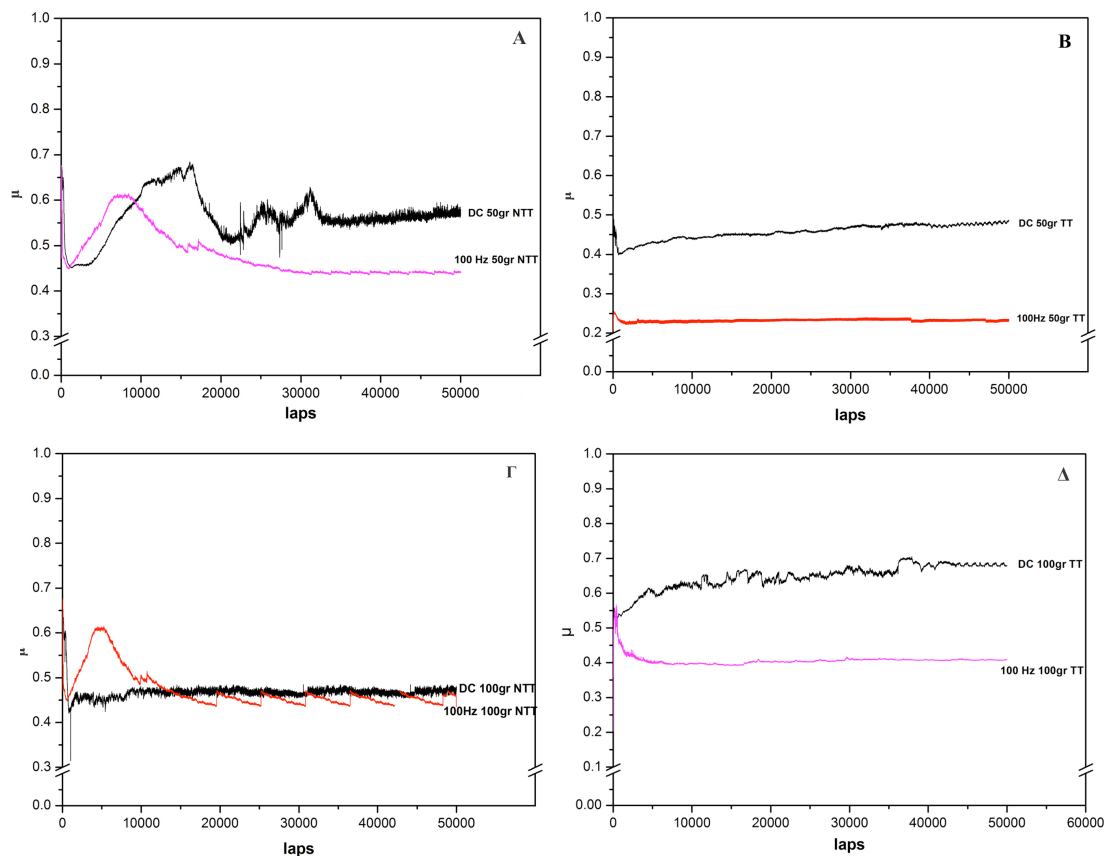 A
1.0
0.9
0.8
0.7
0.6
0.5
0.4
0.3
0.0
μ
DC 50gr NTT
100 Hz 50gr NTT
0 10000 20000 30000 40000 50000
laps
B
1.0
0.9
0.8
0.7
0.6
0.5
0.4
0.3
0.2
0.0
μ
DC 50gr TT
100Hz 50gr TT
0 10000 20000 30000 40000 50000
laps
Γ
1.0
0.9
0.8
0.7
0.6
0.5
0.4
0.3
0.0
μ
DC 100gr NTT
100Hz 100gr NTT
0 10000 20000 30000 40000 50000
laps
Δ
1.0
0.9
0.8
0.7
0.6
0.5
0.4
0.3
0.2
0.1
0.00
μ
DC 100gr TT
100 Hz 100gr TT
0 10000 20000 30000 40000 50000 60000
laps